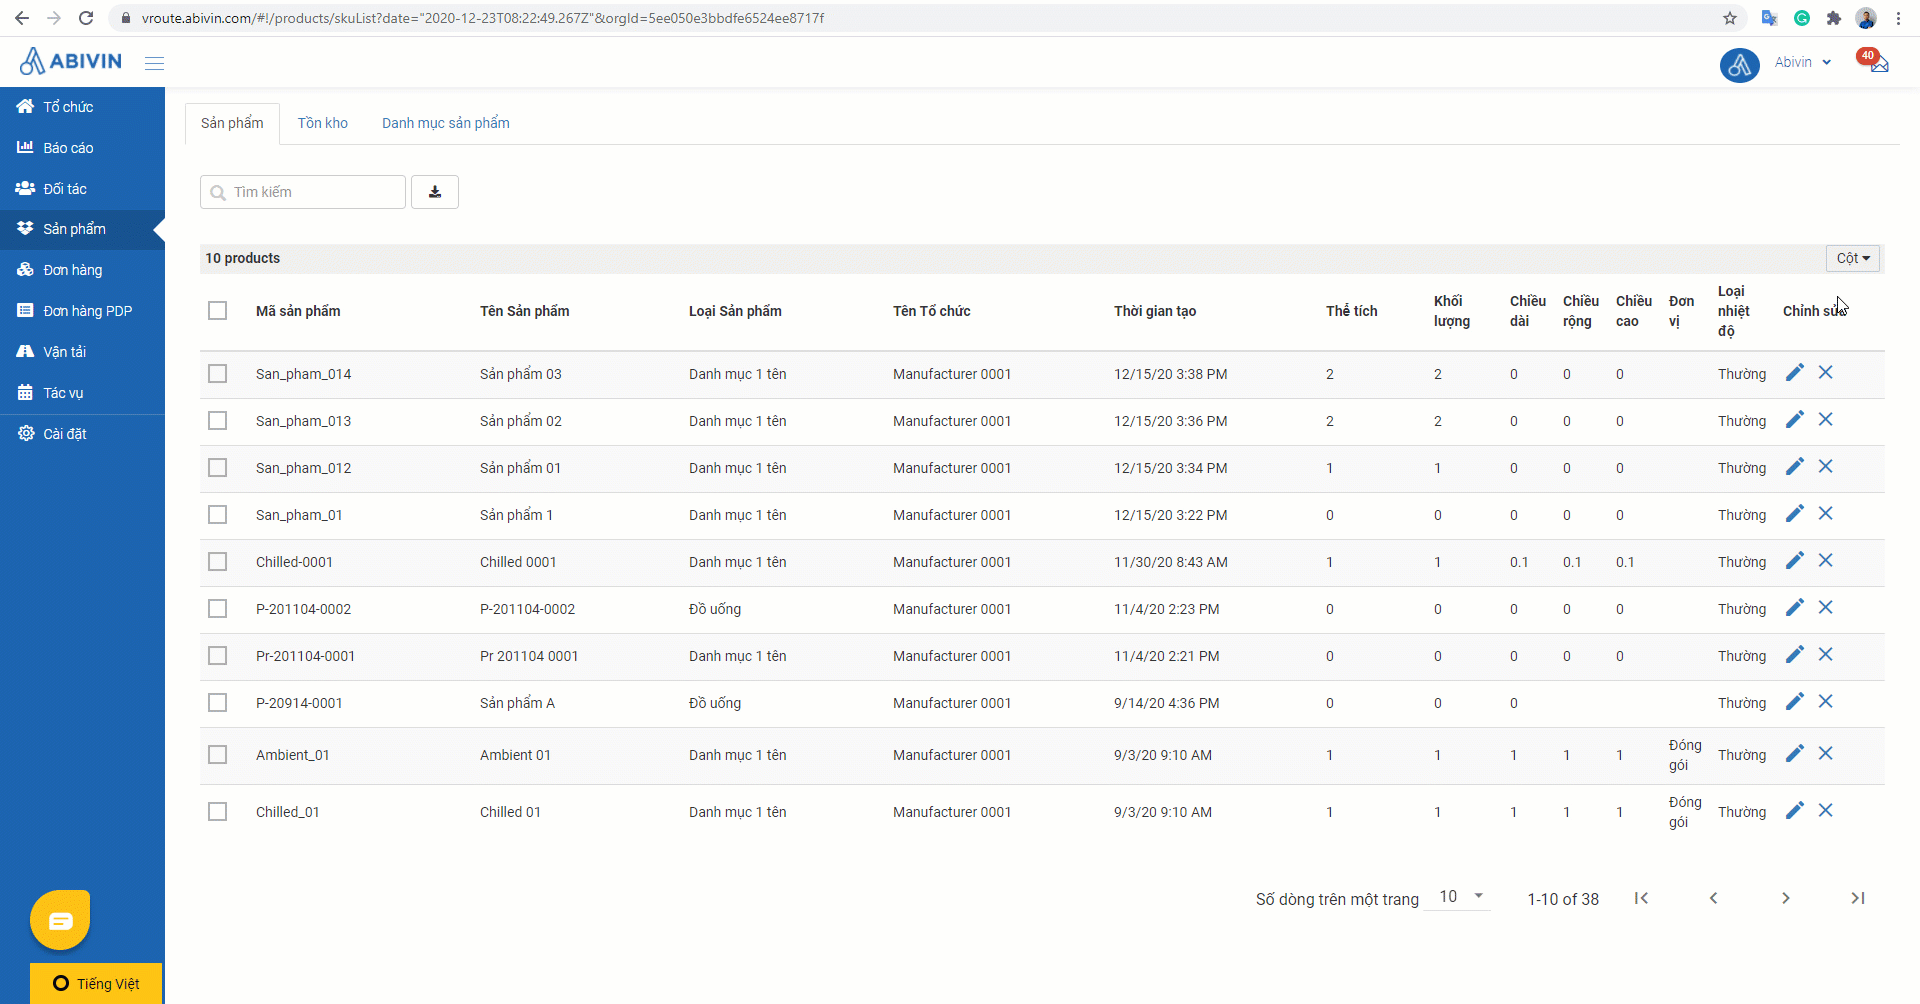 vroute.abivin.com/#!/products/skuList?date="2020-12-23T08:22:49.267Z"&orgId=5ee050e3bbdfe6524ee8717f
ABIVIN
Abivin
40
Tổ chức
Báo cáo
Đối tác
Sản phẩm
Đơn hàng
Đơn hàng PDP
Vận tải
Tác vụ
Cài đặt
Tiếng Việt
Sản phẩm Tồn kho Danh mục sản phẩm
Tìm kiếm
10 products Cột
Mã sản phẩm Tên Sản phẩm Loại Sản phẩm Tên Tổ chức Thời gian tạo Thể tích Khối lượng Chiều dài Chiều rộng Chiều cao Đơn vị Loại nhiệt độ Chỉnh sửa
San_pham_014 Sản phẩm 03 Danh mục 1 tên Manufacturer 0001 12/15/20 3:38 PM 2 2 0 0 0 Thường
San_pham_013 Sản phẩm 02 Danh mục 1 tên Manufacturer 0001 12/15/20 3:36 PM 2 2 0 0 0 Thường
San_pham_012 Sản phẩm 01 Danh mục 1 tên Manufacturer 0001 12/15/20 3:34 PM 1 1 0 0 0 Thường
San_pham_01 Sản phẩm 1 Danh mục 1 tên Manufacturer 0001 12/15/20 3:22 PM 0 0 0 0 0 Thường
Chilled-0001 Chilled 0001 Danh mục 1 tên Manufacturer 0001 11/30/20 8:43 AM 1 1 0.1 0.1 0.1 Thường
P-201104-0002 P-201104-0002 Đồ uống Manufacturer 0001 11/4/20 2:23 PM 0 0 0 0 0 Thường
Pr-201104-0001 Pr 201104 0001 Danh mục 1 tên Manufacturer 0001 11/4/20 2:21 PM 0 0 0 0 0 Thường
P-20914-0001 Sản phẩm A Đồ uống Manufacturer 0001 9/14/20 4:36 PM 0 0 0 Thường
Ambient_01 Ambient 01 Danh mục 1 tên Manufacturer 0001 9/3/20 9:10 AM 1 1 1 1 1 Đóng gói Thường
Chilled_01 Chilled 01 Danh mục 1 tên Manufacturer 0001 9/3/20 9:10 AM 1 1 1 1 1 Đóng gói Thường
Số dòng trên một trang 10 1-10 of 38